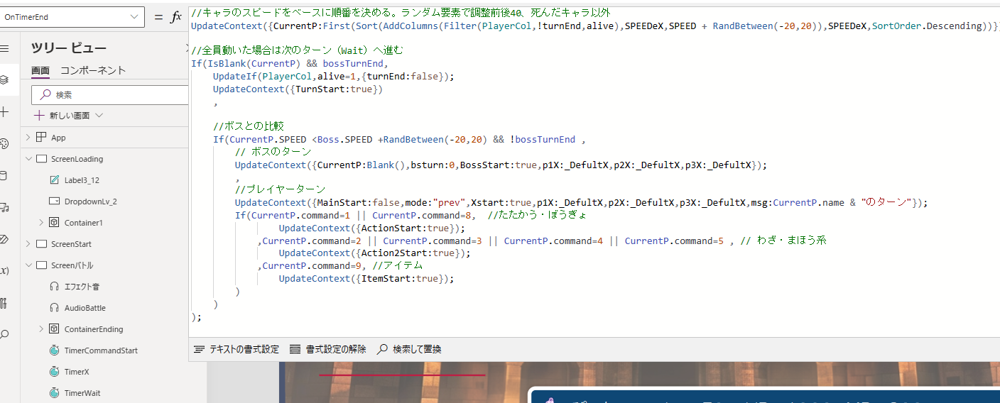 OnTimerEnd
= fx
//キャラのスピードをベースに順番を決める。ランダム要素で調整前後40、死んだキャラ以外
UpdateContext({CurrentP:First(Sort(AddColumns(Filter(PlayerCol,!turnEnd,alive),SPEEDeX,SPEED + RandBetween(-20,20)),SPEEDeX,SortOrder.Descending))})
//全員動いた場合は次のターン（Wait）へ進む
If(IsBlank(CurrentP) && bossTurnEnd,
UpdateIf(PlayerCol,alive=1,{turnEnd:false});
UpdateContext({TurnStart:true})
,
//ボスとの比較
If(CurrentP.SPEED <Boss.SPEED +RandBetween(-20,20) && !bossTurnEnd ,
// ボスのターン
UpdateContext({CurrentP:Blank(),bsturn:0,BossStart:true,p1X:_DefultX,p2X:_DefultX,p3X:_DefultX});
,
//プレイヤーターン
UpdateContext({MainStart:false,mode:"prev",Xstart:true,p1X:_DefultX,p2X:_DefultX,p3X:_DefultX,msg:CurrentP.name & "のターン"});
If(CurrentP.command=1 || CurrentP.command=8, //たたかう・ぼうぎょ
UpdateContext({ActionStart:true});
,CurrentP.command=2 || CurrentP.command=3 || CurrentP.command=4 || CurrentP.command=5 , // わざ・まほう系
UpdateContext({Action2Start:true});
,CurrentP.command=9, //アイテム
UpdateContext({ItemStart:true});
)
)
);
テキストの書式設定 書式設定の解除 検索して置換
ツリー ビュー
画面 コンポーネント
検索
新しい画面
App
ScreenLoading
Label3_12
DropdownLv_2
Container1
ScreenStart
Screenバトル
エフェクト音
AudioBattle
ContainerEnding
TimerCommandStart
TimerX
TimerWait